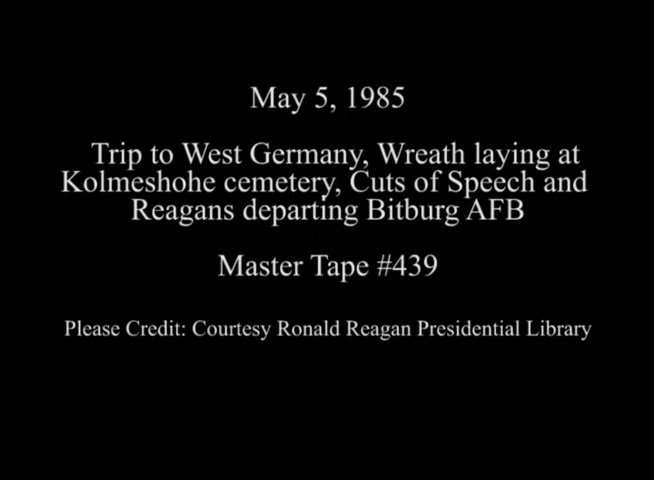 May 5, 1985
Trip to West Germany, Wreath laying at
Kolmeshohe cemetery, Cuts of Speech and
Reagans departing Bitburg AFB
Master Tape #439
Please Credit: Courtesy Ronald Reagan Presidential Library